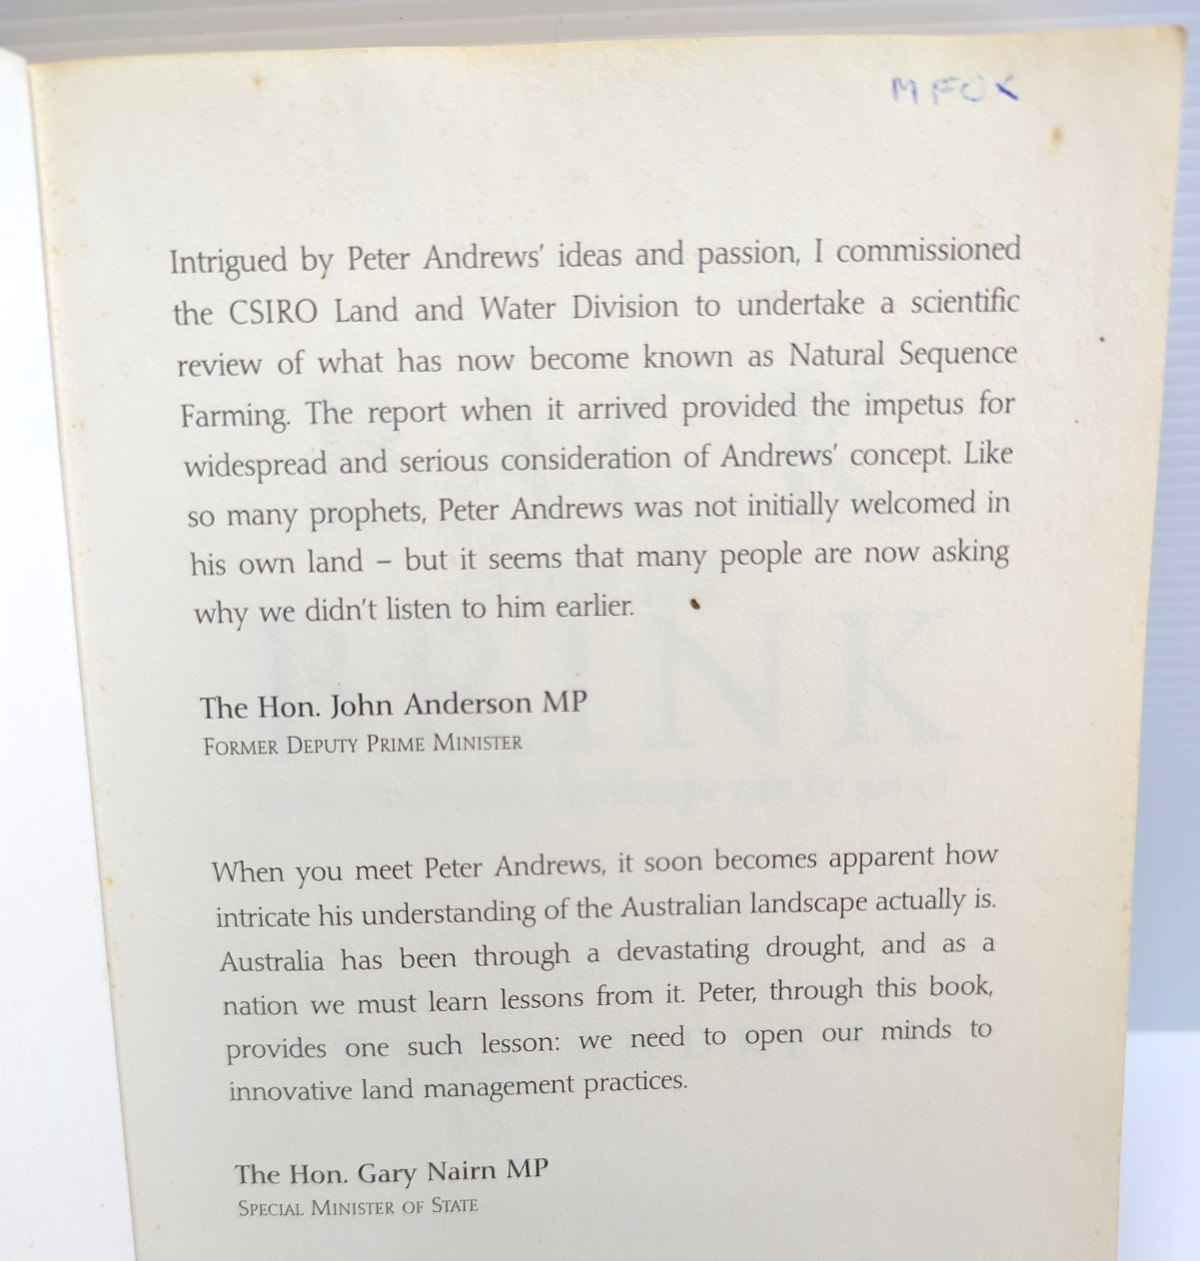 M FOX
Intrigued by Peter Andrews' ideas and passion, I commissioned
the CSIRO Land and Water Division to undertake a scientific
review of what has now become known as Natural Sequence
Farming. The report when it arrived provided the impetus for
widespread and serious consideration of Andrews' concept. Like
so many prophets, Peter Andrews was not initially welcomed in
his own land – but it seems that many people are now asking
why we didn't listen to him earlier.
The Hon. John Anderson MP
Former Deputy Prime Minister
When you meet Peter Andrews, it soon becomes apparent how
intricate his understanding of the Australian landscape actually is.
Australia has been through a devastating drought, and as a
nation we must learn lessons from it. Peter, through this book,
provides one such lesson: we need to open our minds to
innovative land management practices.
The Hon. Gary Nairn MP
Special Minister of State